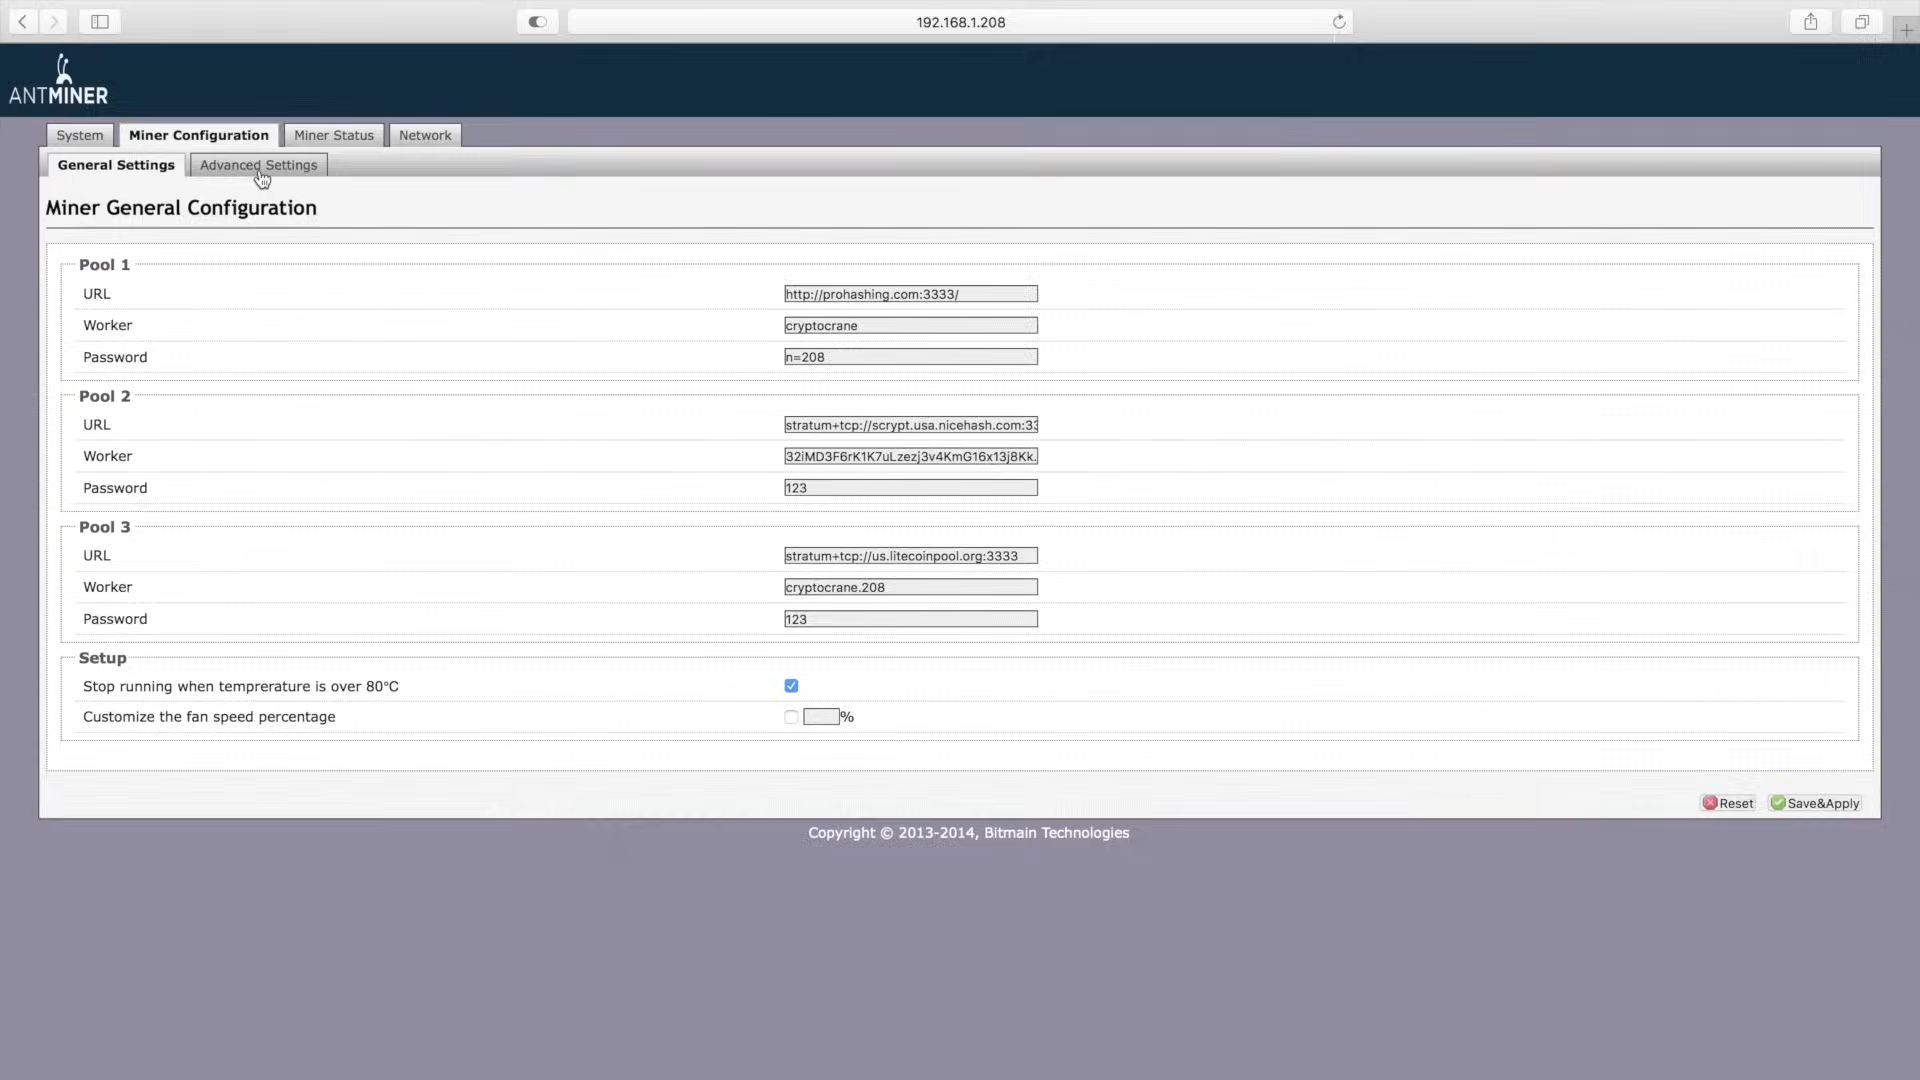 192.168.1.208
ANTMINER
System Miner Configuration Miner Status Network
General Settings Advanced Settings
Miner General Configuration
Pool 1
URL http://prohashing.com:3333/
Worker cryptocrane
Password n=208
Pool 2
URL stratum+tcp://scrypt.usa.nicehash.com:33
Worker 32iMD3F6rK1K7uLzezj3v4KmG16x13j8Kk.
Password 123
Pool 3
URL stratum+tcp://us.litecoinpool.org:3333
Worker cryptocrane.208
Password 123
Setup
Stop running when temprerature is over 80°C
Customize the fan speed percentage %
Reset Save&Apply
Copyright © 2013-2014, Bitmain Technologies